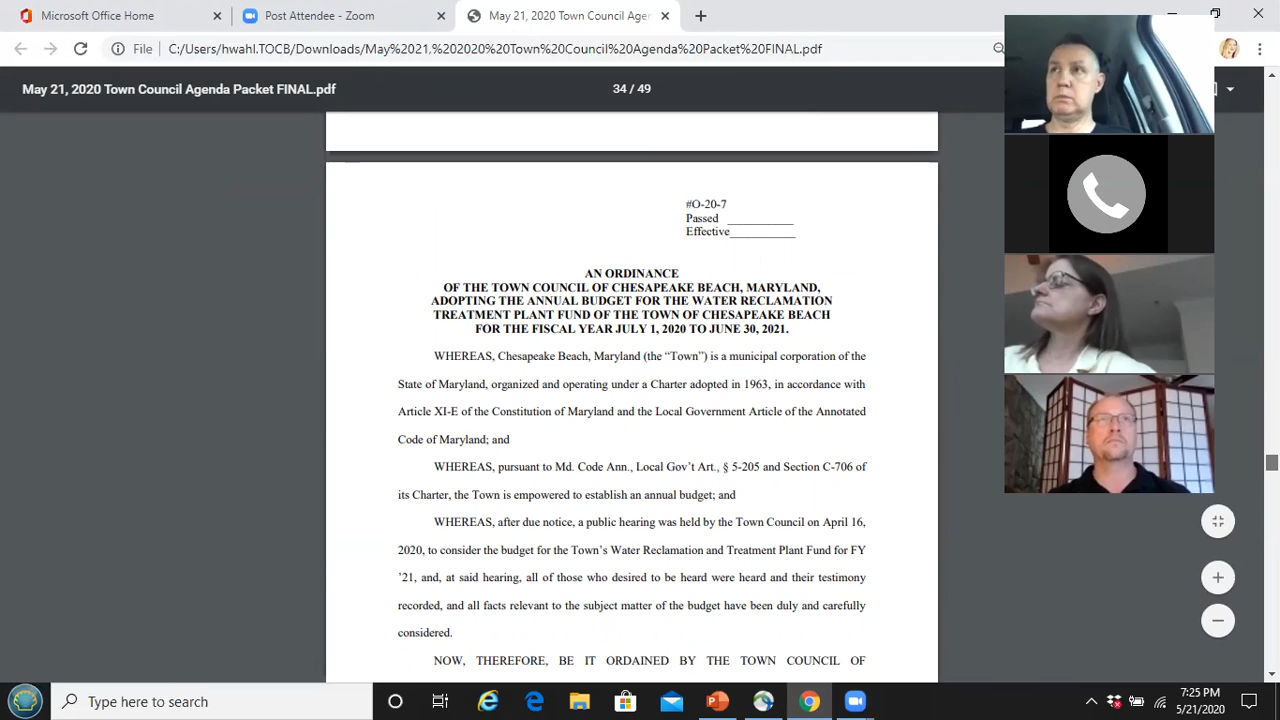 Microsoft Office Home
Post Attendee - Zoom
May 21, 2020 Town Council Agen
File
C:/Users/hwahl.TOCB/Downloads/May%2021,%202020%20Town%20Council%20Agenda%20Packet%20FINAL.pdf
May 21, 2020 Town Council Agenda Packet FINAL.pdf
34 / 49
#O-20-7
Passed ___________
Effective___________
AN ORDINANCE
OF THE TOWN COUNCIL OF CHESAPEAKE BEACH, MARYLAND,
ADOPTING THE ANNUAL BUDGET FOR THE WATER RECLAMATION
TREATMENT PLANT FUND OF THE TOWN OF CHESAPEAKE BEACH
FOR THE FISCAL YEAR JULY 1, 2020 TO JUNE 30, 2021.
WHEREAS, Chesapeake Beach, Maryland (the “Town”) is a municipal corporation of the
State of Maryland, organized and operating under a Charter adopted in 1963, in accordance with
Article XI-E of the Constitution of Maryland and the Local Government Article of the Annotated
Code of Maryland; and
WHEREAS, pursuant to Md. Code Ann., Local Gov’t Art., § 5-205 and Section C-706 of
its Charter, the Town is empowered to establish an annual budget; and
WHEREAS, after due notice, a public hearing was held by the Town Council on April 16,
2020, to consider the budget for the Town’s Water Reclamation and Treatment Plant Fund for FY
’21, and, at said hearing, all of those who desired to be heard were heard and their testimony
recorded, and all facts relevant to the subject matter of the budget have been duly and carefully
considered.
NOW, THEREFORE, BE IT ORDAINED BY THE TOWN COUNCIL OF
Type here to search
7:25 PM
5/21/2020